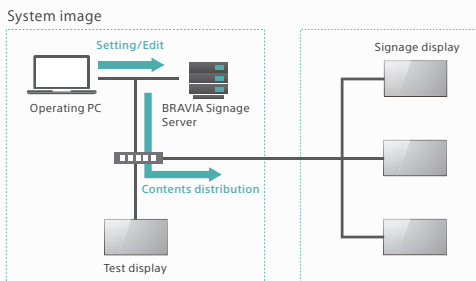 System image
Setting/Edit
Signage display
Operating PC
BRAVIA Signage
Server
Contents distribution
Test display